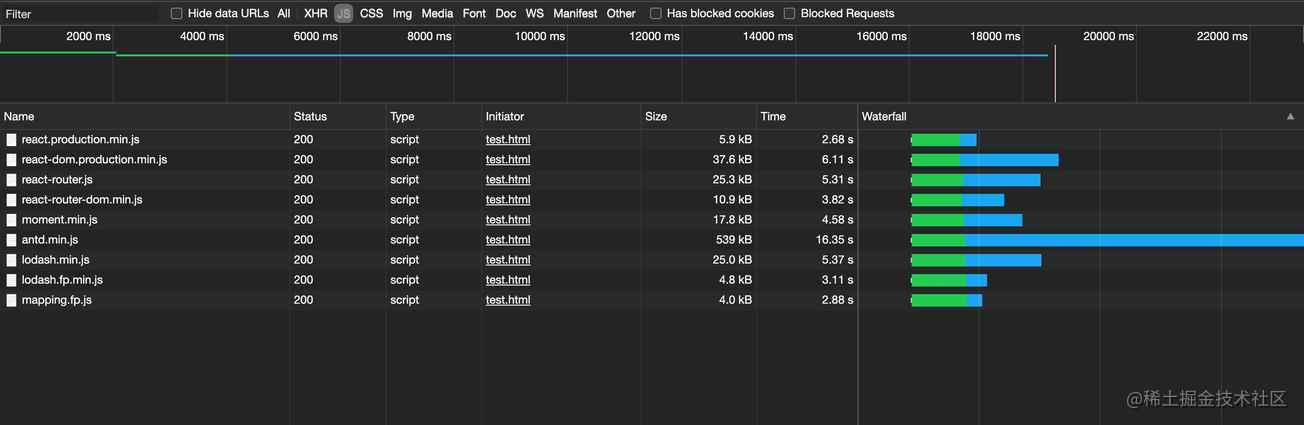 Filter Hide data URLs All XHR JS CSS Img Media Font Doc WS Manifest Other Has blocked cookies Blocked Requests
2000 ms 4000 ms 6000 ms 8000 ms 10000 ms 12000 ms 14000 ms 16000 ms 18000 ms 20000 ms 22000 ms
Name Status Type Initiator Size Time Waterfall
react.production.min.js 200 script test.html 5.9 kB 2.68 s
react-dom.production.min.js 200 script test.html 37.6 kB 6.11 s
react-router.js 200 script test.html 25.3 kB 5.31 s
react-router-dom.min.js 200 script test.html 10.9 kB 3.82 s
moment.min.js 200 script test.html 17.8 kB 4.58 s
antd.min.js 200 script test.html 539 kB 16.35 s
lodash.min.js 200 script test.html 25.0 kB 5.37 s
lodash.fp.min.js 200 script test.html 4.8 kB 3.11 s
mapping.fp.js 200 script test.html 4.0 kB 2.88 s
@稀土掘金技术社区